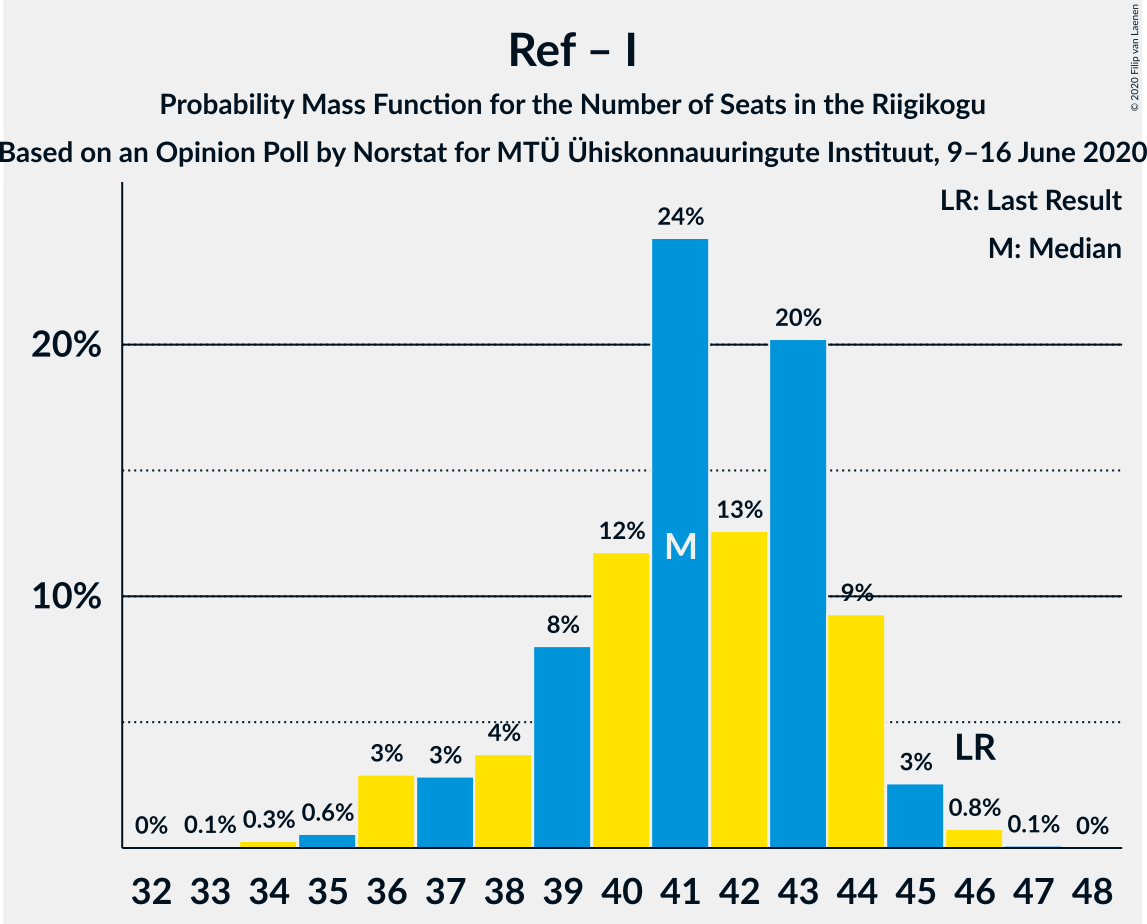 Ref – I
Probability Mass Function for the Number of Seats in the Riigikogu
Based on an Opinion Poll by Norstat for MTÜ Ühiskonnauuringute Instituut, 9–16 June 2020
© 2020 Filip van Laenen
LR: Last Result
M: Median
24%
20%
20%
13%
12%
M
10%
9%
8%
4%
LR
3%
3%
3%
0.8%
0.6%
0.3%
0.1%
0.1%
0%
0%
32 33 34 35 36 37 38 39 40 41 42 43 44 45 46 47 48